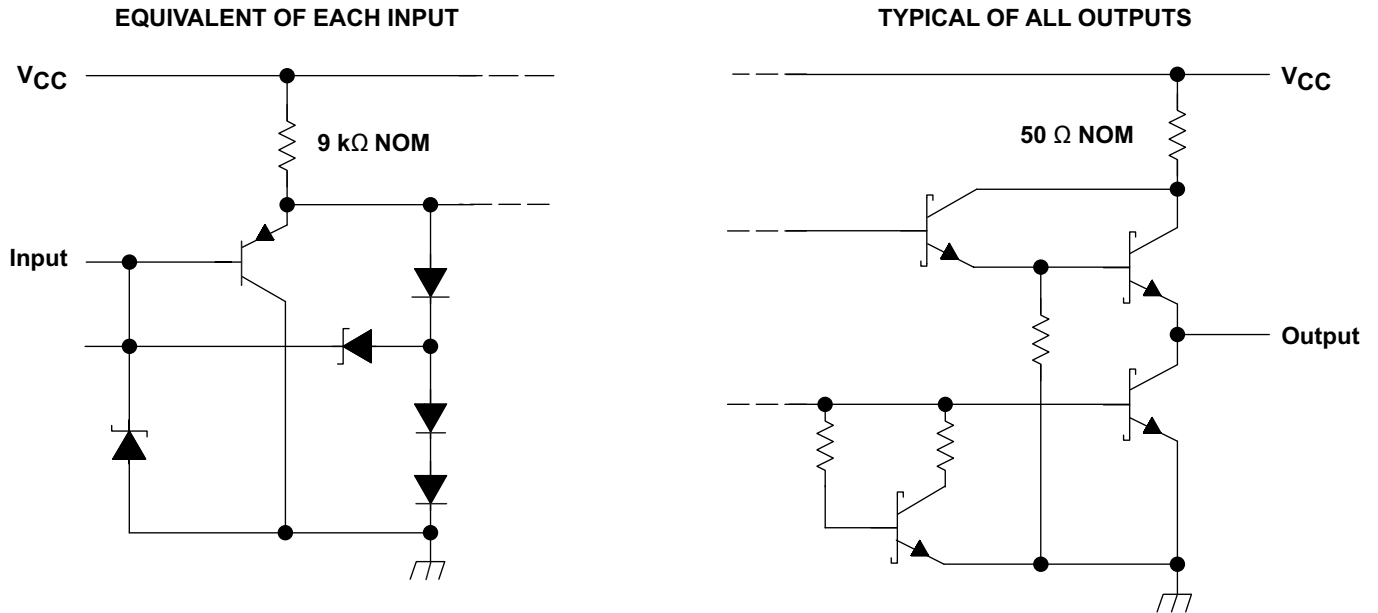 EQUIVALENT OF EACH INPUT
TYPICAL OF ALL OUTPUTS
VCC
VCC
9 kΩ NOM
50 Ω NOM
Input
Output